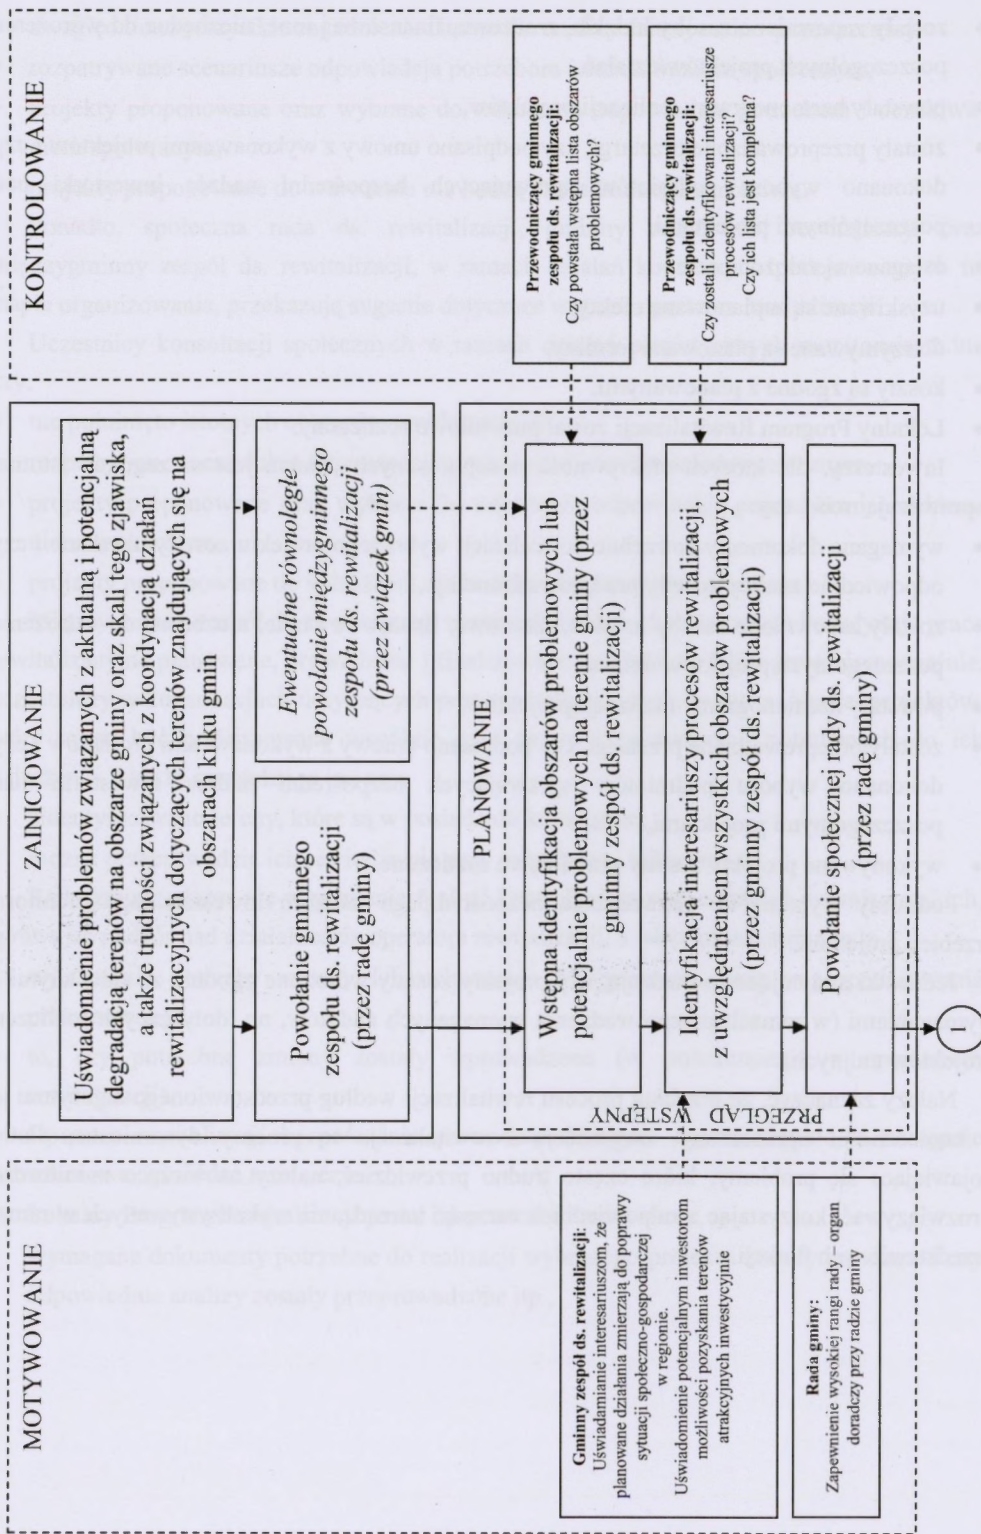 MOTYWOWANIE
Gminny zespół ds. rewitalizacji:
Uświadamianie interesariuszom, że
planowane działania zmierzają do poprawy
sytuacji społeczno-gospodarczej
w regionie.
Uświadomienie potencjalnym inwestorom
możliwości pozyskania terenów
atrakcyjnych inwestycyjnie
Rada gminy:
Zapewnienie wysokiej rangi rady – organ
doradczy przy radzie gminy
ZAINICJOWANIE
Uświadomienie problemów związanych z aktualną i potencjalną
degradacją terenów na obszarze gminy oraz skali tego zjawiska,
a także trudności związanych z koordynacją działań
rewitalizacyjnych dotyczących terenów znajdujących się na
obszarach kilku gmin
Powołanie gminnego
zespołu ds. rewitalizacji
(przez radę gminy)
Ewentualne równoległe
powołanie międzygminnego
zespołu ds. rewitalizacji
(przez związek gmin)
PLANOWANIE
PRZEGLĄD WSTĘPNY
Wstępna identyfikacja obszarów problemowych lub
potencjalnie problemowych na terenie gminy (przez
gminny zespół ds. rewitalizacji)
Identyfikacja interesariuszy procesów rewitalizacji,
z uwzględnieniem wszystkich obszarów problemowych
(przez gminny zespół ds. rewitalizacji)
Powołanie społecznej rady ds. rewitalizacji
(przez radę gminy)
1
KONTROLOWANIE
Przewodniczący gminnego
zespołu ds. rewitalizacji:
Czy powstała wstępna lista obszarów
problemowych?
Przewodniczący gminnego
zespołu ds. rewitalizacji:
Czy zostali zidentyfikowani interesariusze
procesów rewitalizacji?
Czy ich lista jest kompletna?